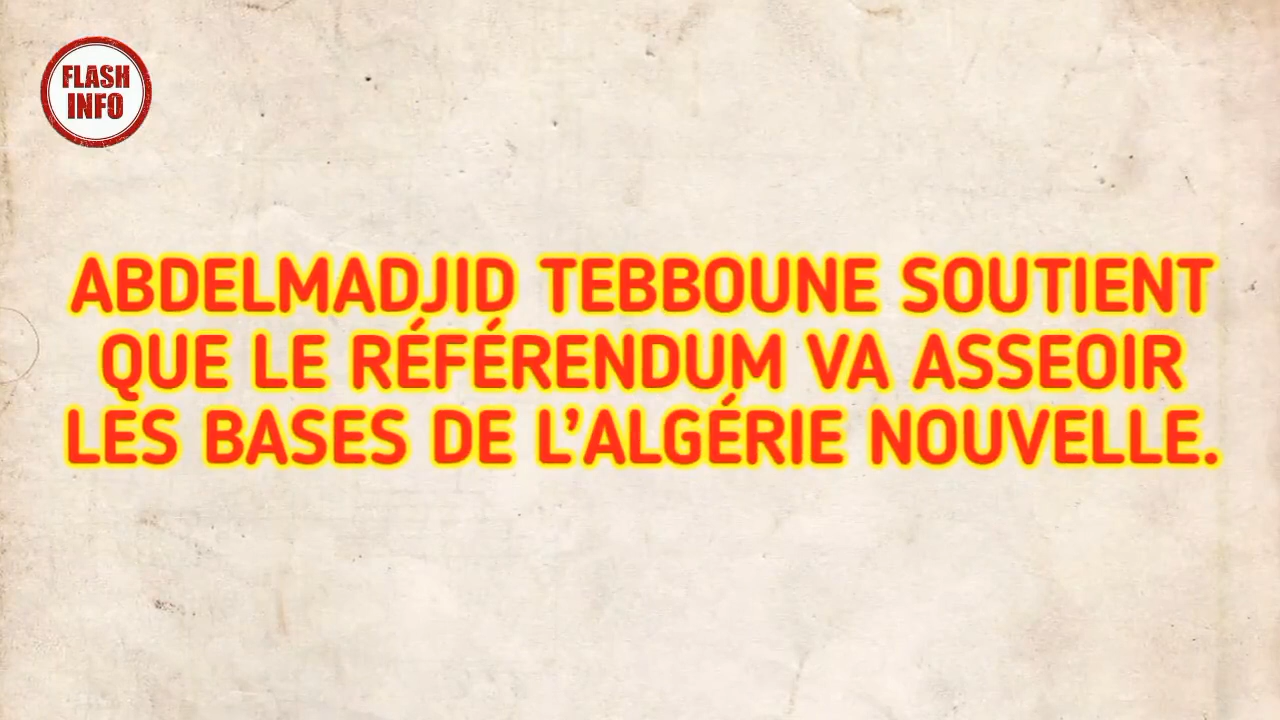 FLASH
INFO
ABDELMADJID TEBBOUNE SOUTIENT
QUE LE RÉFÉRENDUM VA ASSEOIR
LES BASES DE L’ALGÉRIE NOUVELLE.